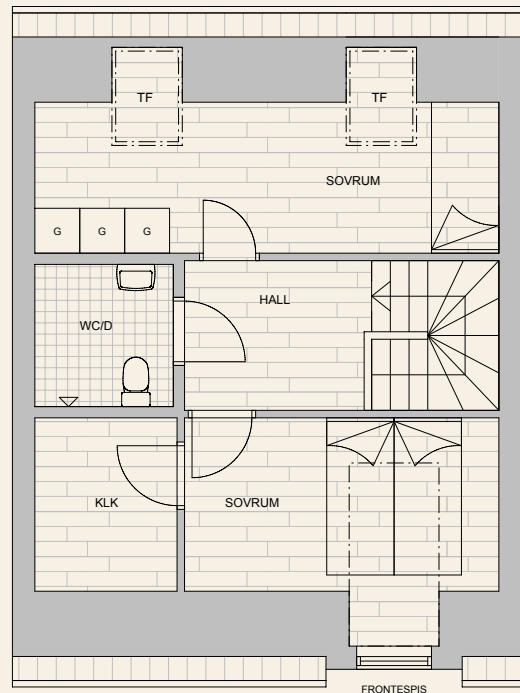 TF TF
SOVRUM
G G G
HALL
WC/D
KLK SOVRUM
FRONTESPIS